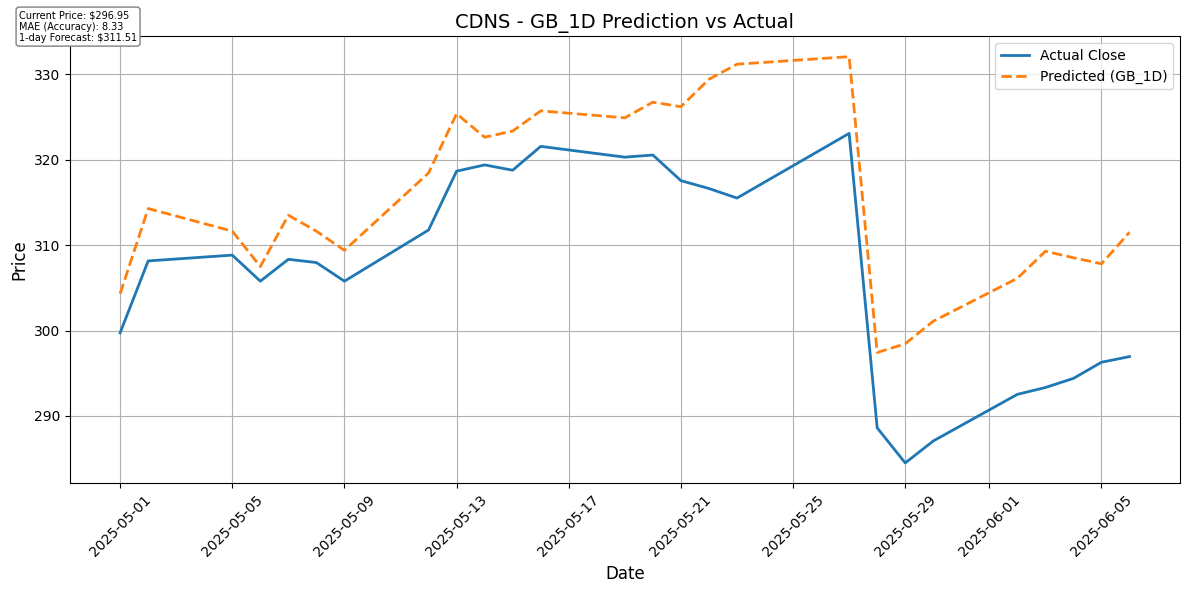 Current Price: $296.95
MAE (Accuracy): 8.33
1-day Forecast: $311.51
CDNS - GB_1D Prediction vs Actual
Actual Close
Predicted (GB_1D)
Price
330
320
310
300
290
2025-05-01
2025-05-05
2025-05-09
2025-05-13
2025-05-17
2025-05-21
2025-05-25
2025-05-29
2025-06-01
2025-06-05
Date